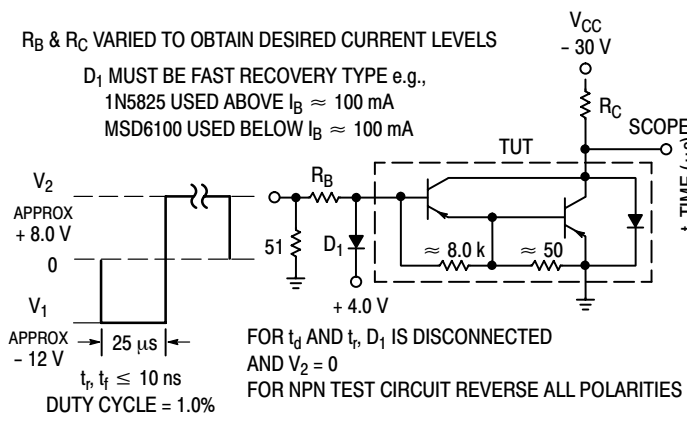 R_B & R_C VARIED TO OBTAIN DESIRED CURRENT LEVELS
D_1 MUST BE FAST RECOVERY TYPE e.g.,
1N5825 USED ABOVE I_B ≈ 100 mA
MSD6100 USED BELOW I_B ≈ 100 mA
V_CC
– 30 V
R_C
SCOPE
TUT
V_2
APPROX
+ 8.0 V
0
V_1
APPROX
– 12 V
25 μs
t_r, t_f ≤ 10 ns
DUTY CYCLE = 1.0%
R_B
51
D_1
+ 4.0 V
≈ 8.0 k
≈ 50
FOR t_d AND t_r, D_1 IS DISCONNECTED
AND V_2 = 0
FOR NPN TEST CIRCUIT REVERSE ALL POLARITIES